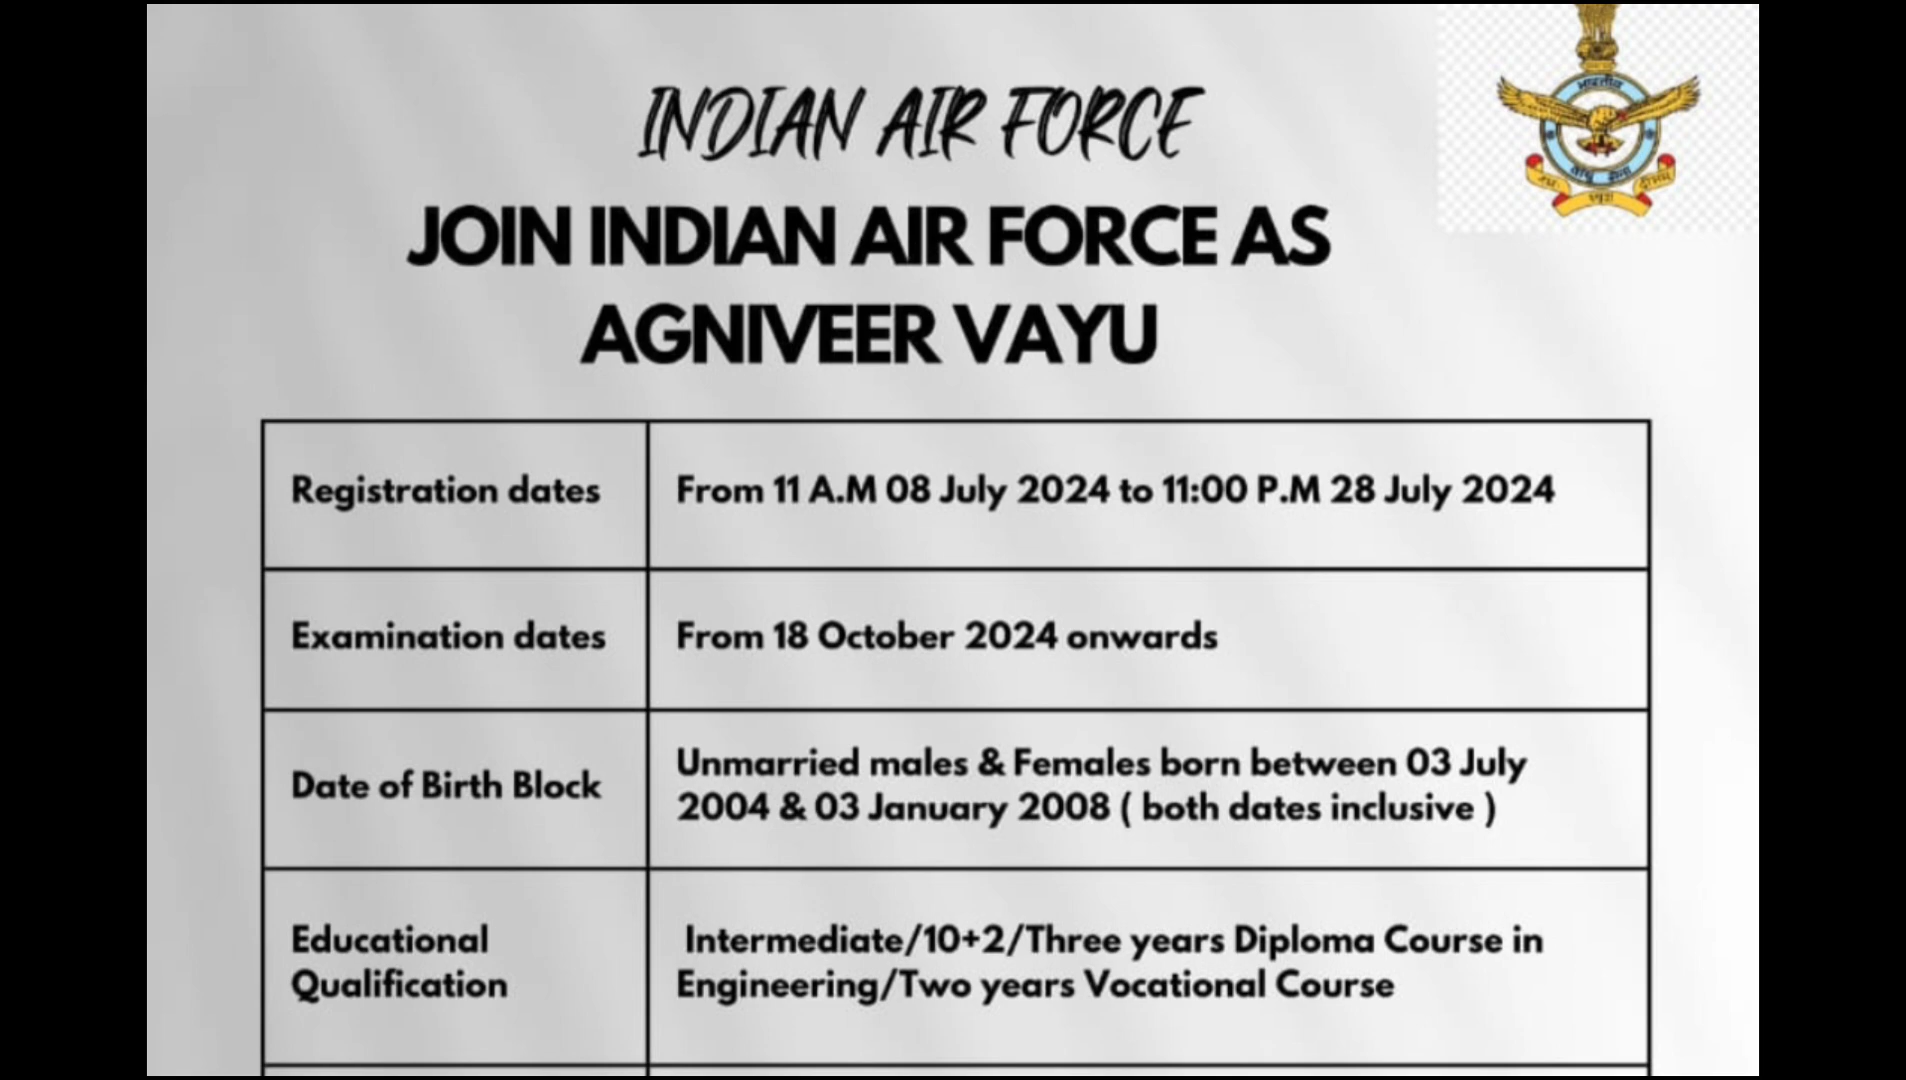 INDIAN AIR FORCE
JOIN INDIAN AIR FORCE AS
AGNIVEER VAYU
भारतीय
वायु सेना
Registration dates
From 11 A.M 08 July 2024 to 11:00 P.M 28 July 2024
Examination dates
From 18 October 2024 onwards
Date of Birth Block
Unmarried males & Females born between 03 July
2004 & 03 January 2008 ( both dates inclusive )
Educational
Qualification
Intermediate/10+2/Three years Diploma Course in
Engineering/Two years Vocational Course